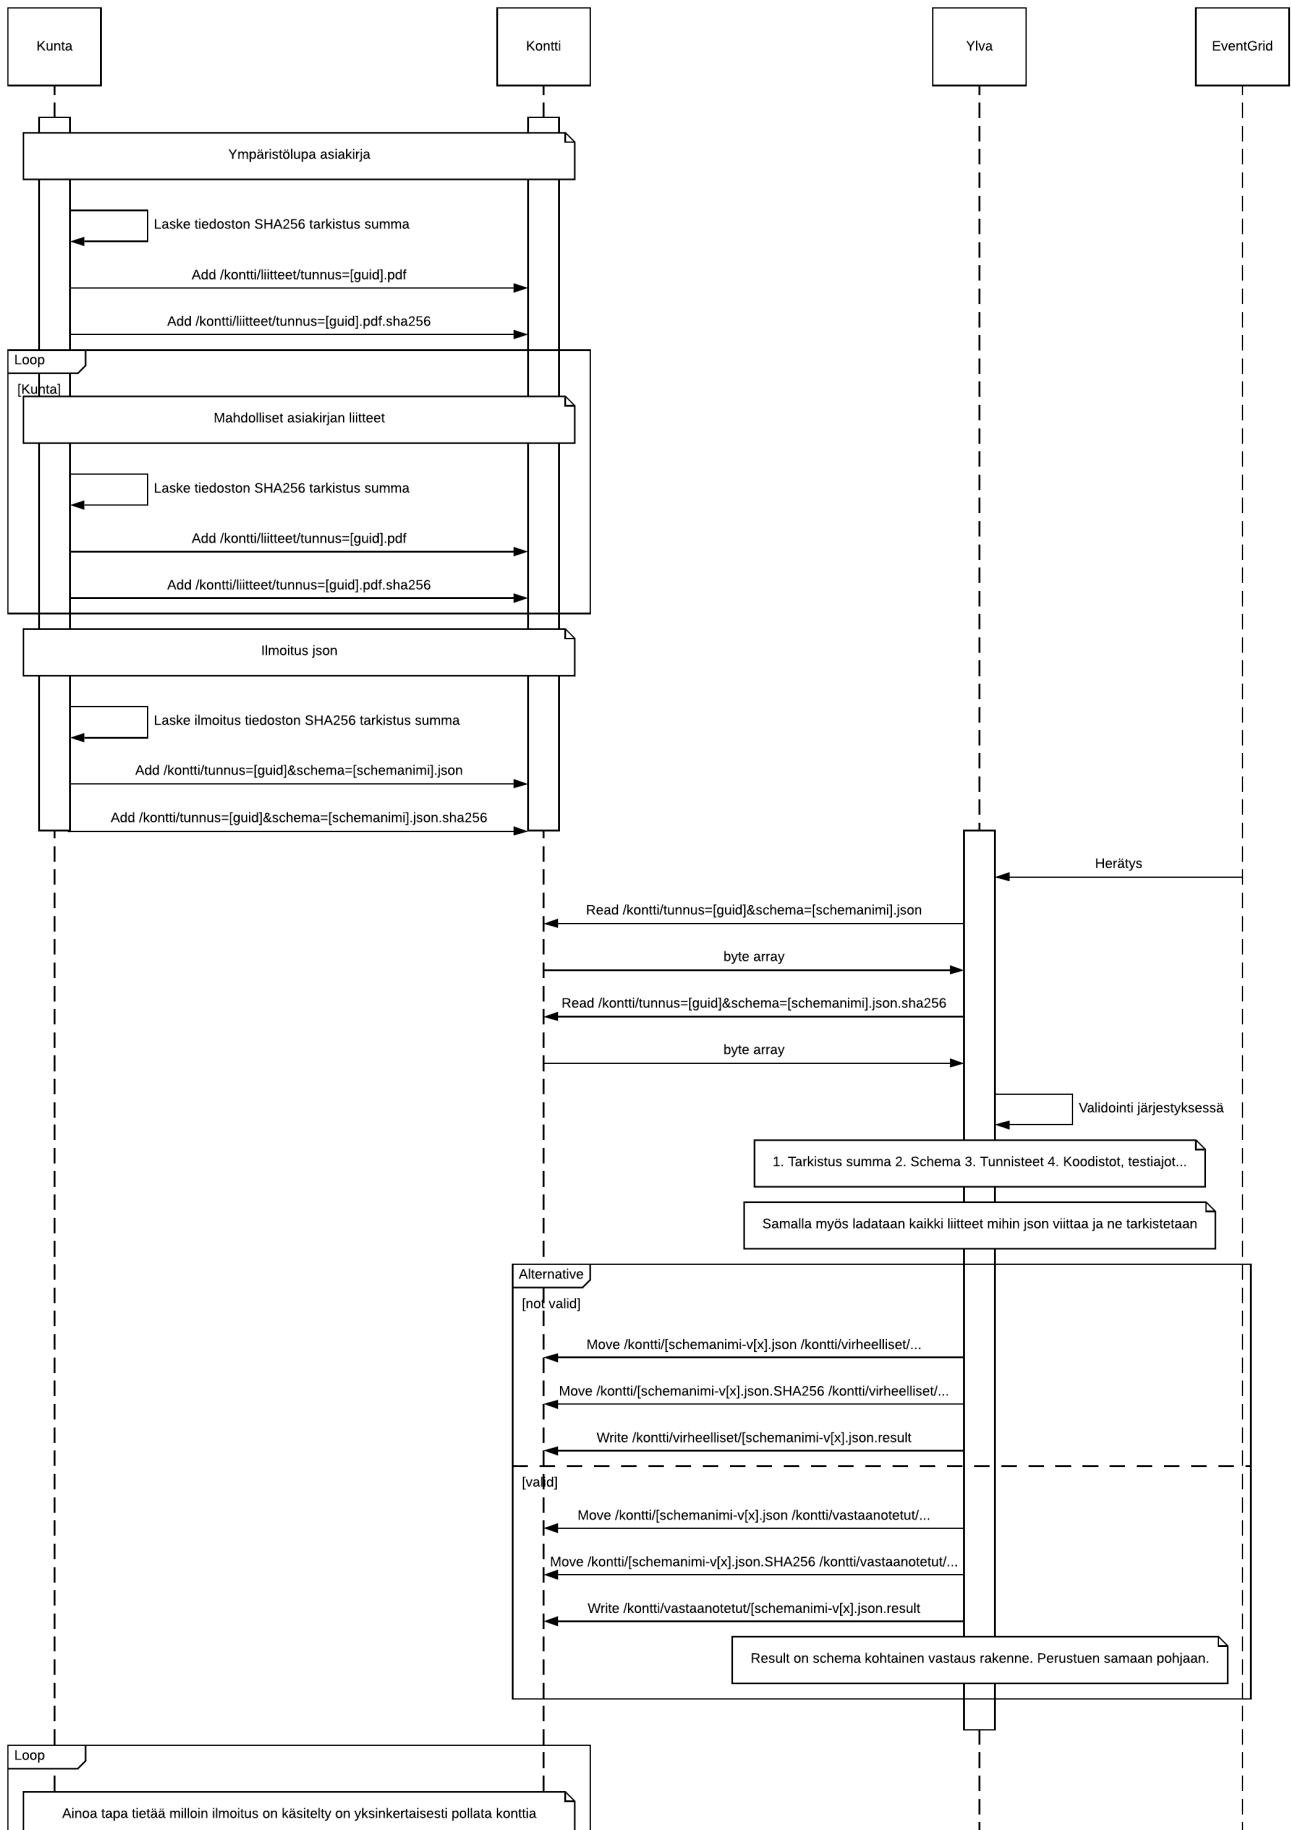 Kunta
Kontti
Ylva
EventGrid
Ympäristölupa asiakirja
Laske tiedoston SHA256 tarkistus summa
Add /kontti/liitteet/tunnus=[guid].pdf
Add /kontti/liitteet/tunnus=[guid].pdf.sha256
Loop
[Kunta]
Mahdolliset asiakirjan liitteet
Laske tiedoston SHA256 tarkistus summa
Add /kontti/liitteet/tunnus=[guid].pdf
Add /kontti/liitteet/tunnus=[guid].pdf.sha256
Ilmoitus json
Laske ilmoitus tiedoston SHA256 tarkistus summa
Add /kontti/tunnus=[guid]&schema=[schemanimi].json
Add /kontti/tunnus=[guid]&schema=[schemanimi].json.sha256
Herätys
Read /kontti/tunnus=[guid]&schema=[schemanimi].json
byte array
Read /kontti/tunnus=[guid]&schema=[schemanimi].json.sha256
byte array
Validointi järjestyksessä
1. Tarkistus summa 2. Schema 3. Tunnisteet 4. Koodistot, testiajot...
Samalla myös ladataan kaikki liitteet mihin json viittaa ja ne tarkistetaan
Alternative
[not valid]
Move /kontti/[schemanimi-v[x].json /kontti/virheelliset/...
Move /kontti/[schemanimi-v[x].json.SHA256 /kontti/virheelliset/...
Write /kontti/virheelliset/[schemanimi-v[x].json.result
[valid]
Move /kontti/[schemanimi-v[x].json /kontti/vastaanotetut/...
Move /kontti/[schemanimi-v[x].json.SHA256 /kontti/vastaanotetut/...
Write /kontti/vastaanotetut/[schemanimi-v[x].json.result
Result on schema kohtainen vastaus rakenne. Perustuen samaan pohjaan.
Loop
Ainoa tapa tietää milloin ilmoitus on käsitelty on yksinkertaisesti pollata konttia